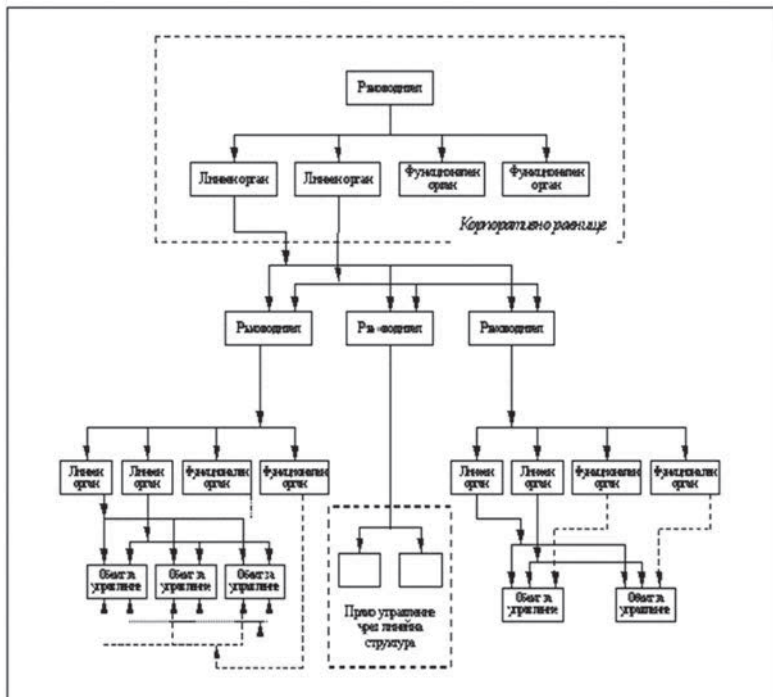 Ръководител
Линеен орган
Линеен орган
Функционален
орган
Функционален
орган
Корпоративно равнище
Ръководител
Ръководител
Ръководител
Линеен
орган
Линеен
орган
Функционален
орган
Функционален
орган
Линеен
орган
Линеен
орган
Функционален
орган
Функционален
орган
Обект за
управление
Обект за
управление
Обект за
управление
Пряко управление
чрез линейна
структура
Обект за
управление
Обект за
управление